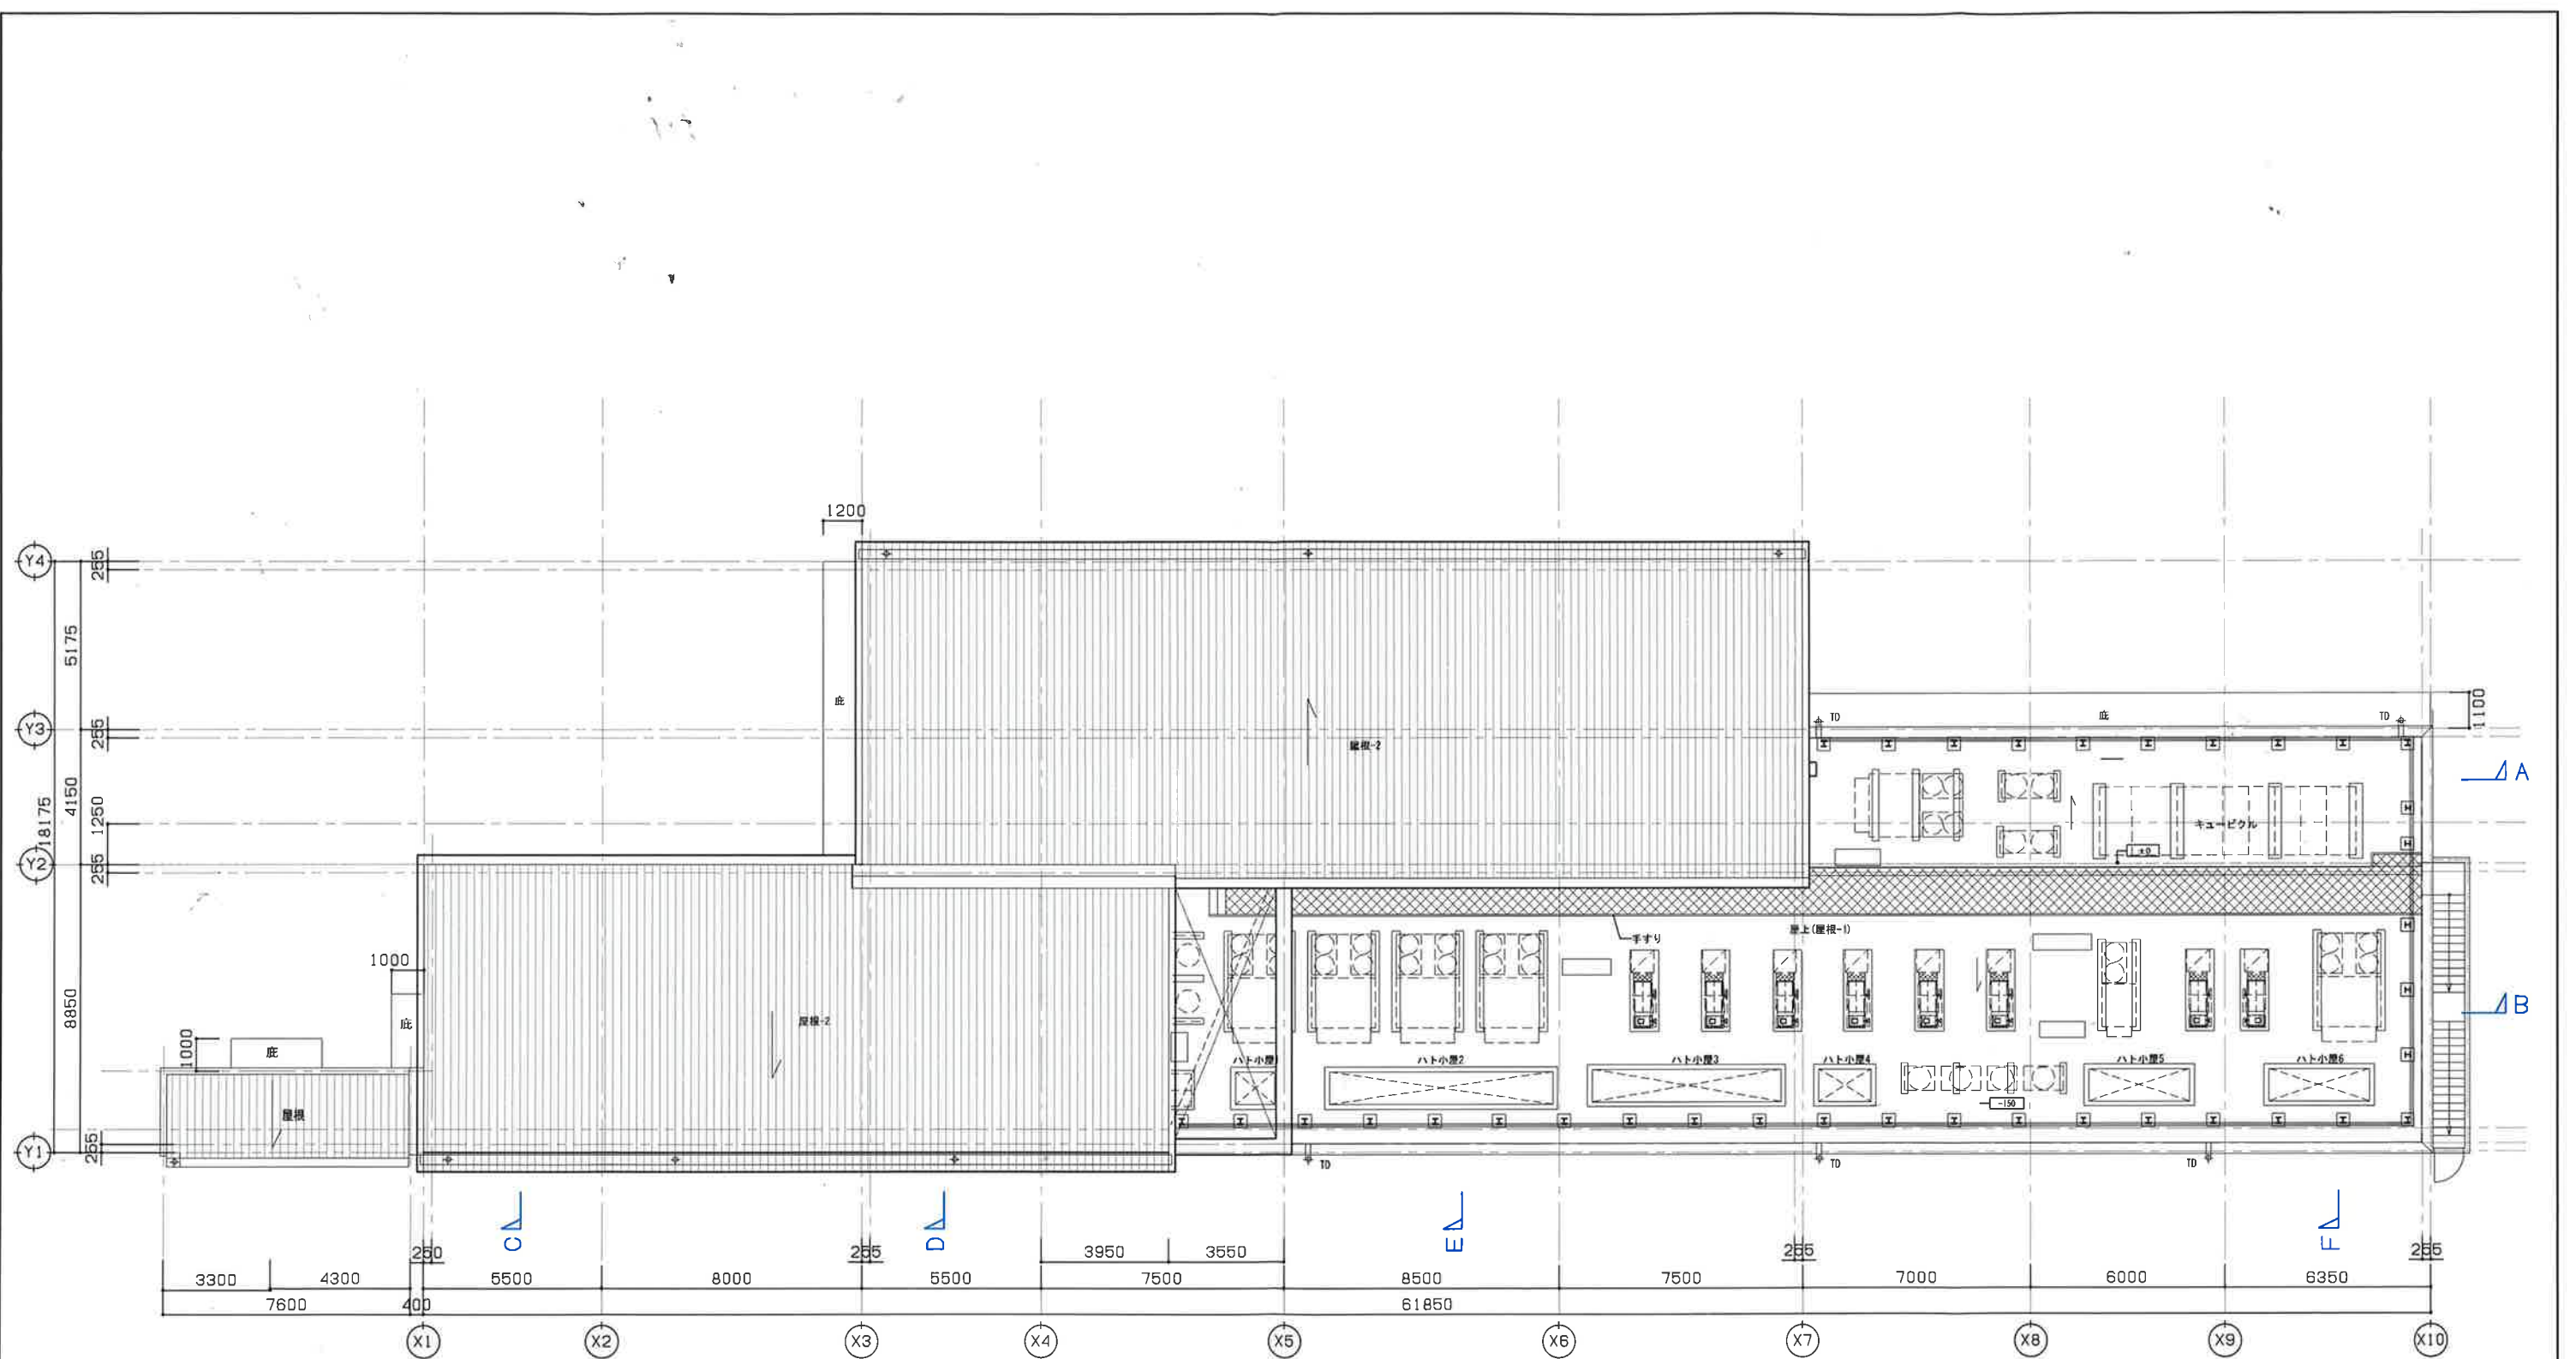 1200
Y4
255
5175
庇
1100
Y3
255
TD
庇
TD
屋根-2
A
18175
4150
1250
キュービクル
±0
Y2
255
手すり
屋上(屋根-1)
1000
8850
庇
屋根-2
B
1000
庇
ハト小屋1
ハト小屋2
ハト小屋3
ハト小屋4
ハト小屋5
ハト小屋6
屋根
-150
Y1
255
TD
TD
TD
C
D
E
F
250
255
3950
3550
255
255
3300
4300
5500
8000
5500
7500
8500
7500
7000
6000
6350
7600
400
61850
X1
X2
X3
X4
X5
X6
X7
X8
X9
X10